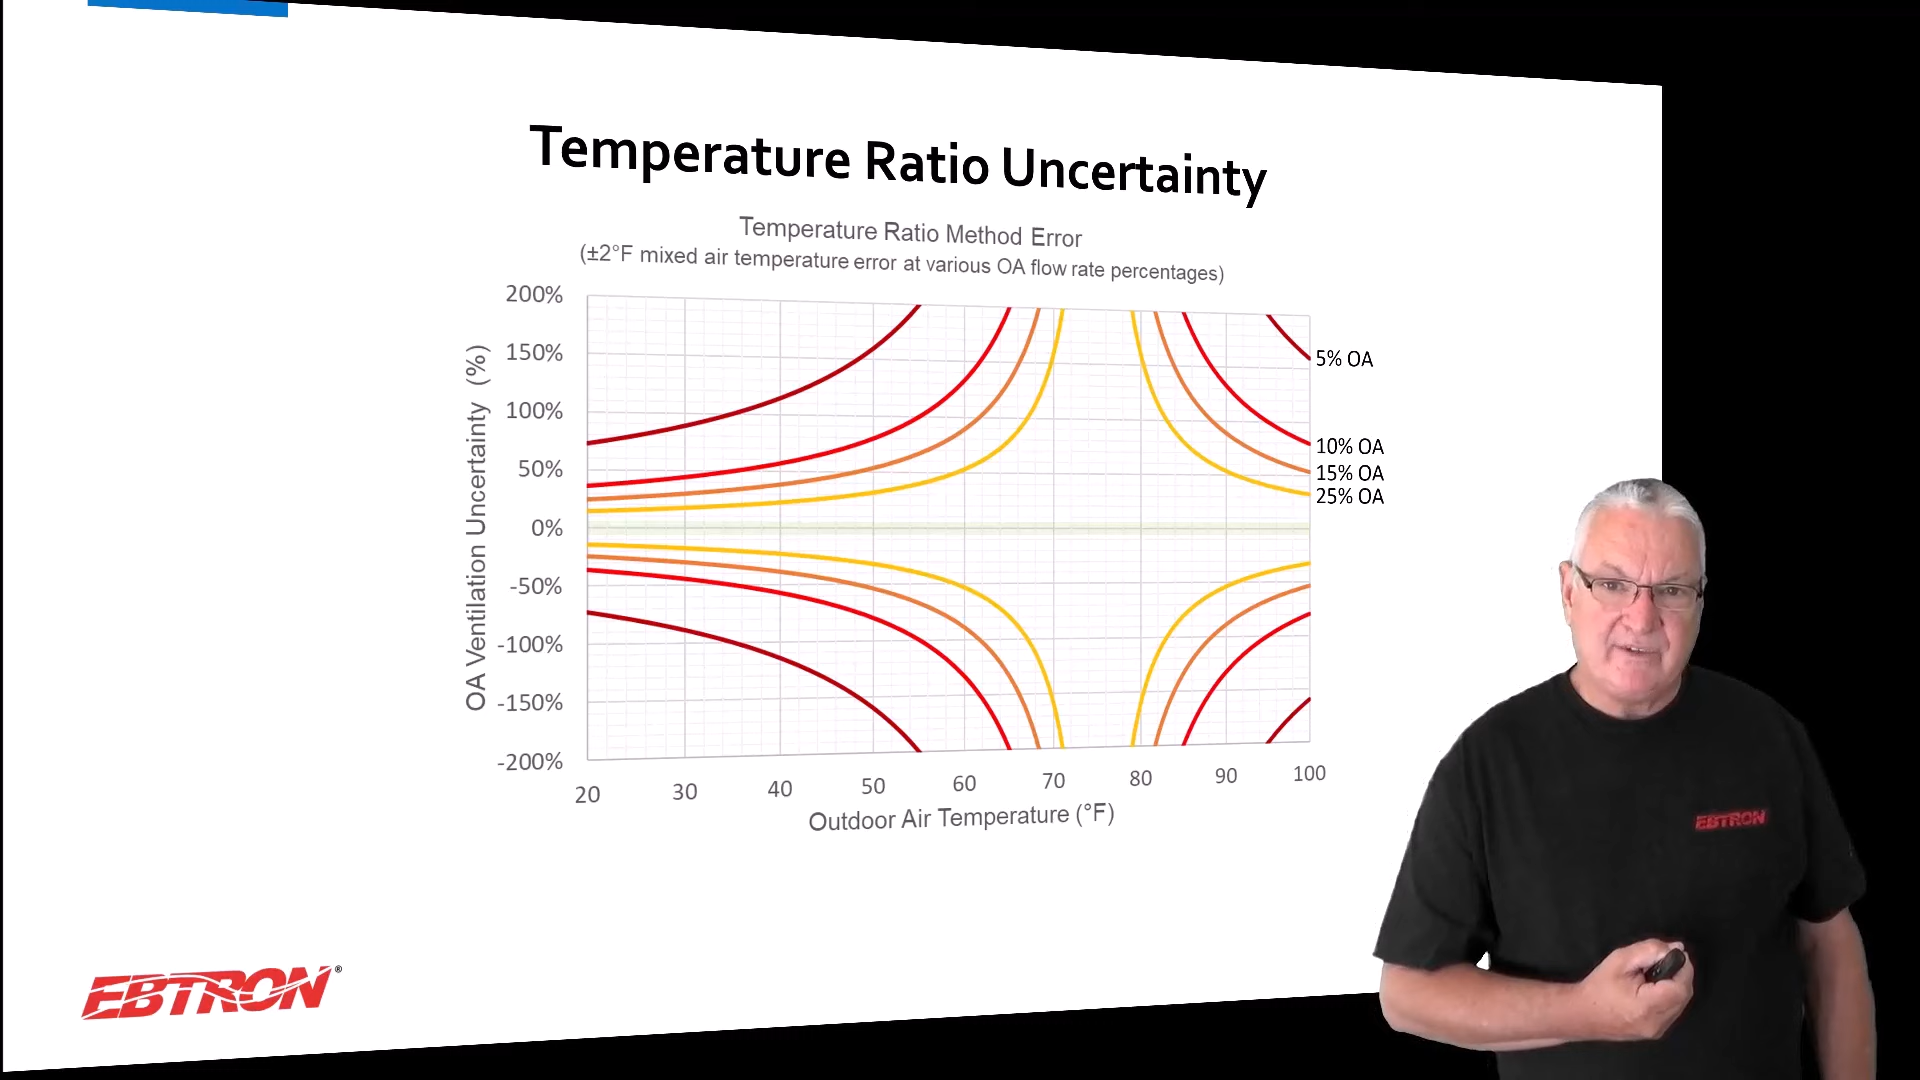 Temperature Ratio Uncertainty
Temperature Ratio Method Error
(±2°F mixed air temperature error at various OA flow rate percentages)
OA Ventilation Uncertainty (%)
200%
150%
100%
50%
0%
-50%
-100%
-150%
-200%
5% OA
10% OA
15% OA
25% OA
20 30 40 50 60 70 80 90 100
Outdoor Air Temperature (°F)
EBTRON®
EBTRON